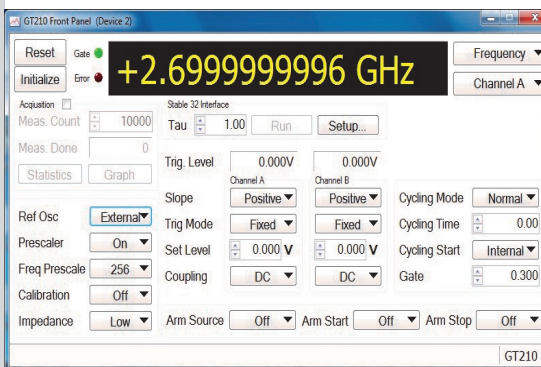 GT210 Front Panel (Device 2)
Reset Gate +2.6999999996 GHz Frequency
Initialize Error Channel A
Acqiusition
Meas. Count 10000
Meas. Done 0
Statistics Graph
Stable 32 Interface
Tau 1.00 Run Setup...
Trig. Level 0.000V 0.000V
Channel A Channel B
Slope Positive Positive
Trig Mode Fixed Fixed
Set Level 0.000 V 0.000 V
Coupling DC DC
Cycling Mode Normal
Cycling Time 0.00
Cycling Start Internal
Gate 0.300
Ref Osc External
Prescaler On
Freq Prescale 256
Calibration Off
Impedance Low
Arm Source Off Arm Start Off Arm Stop Off
GT210